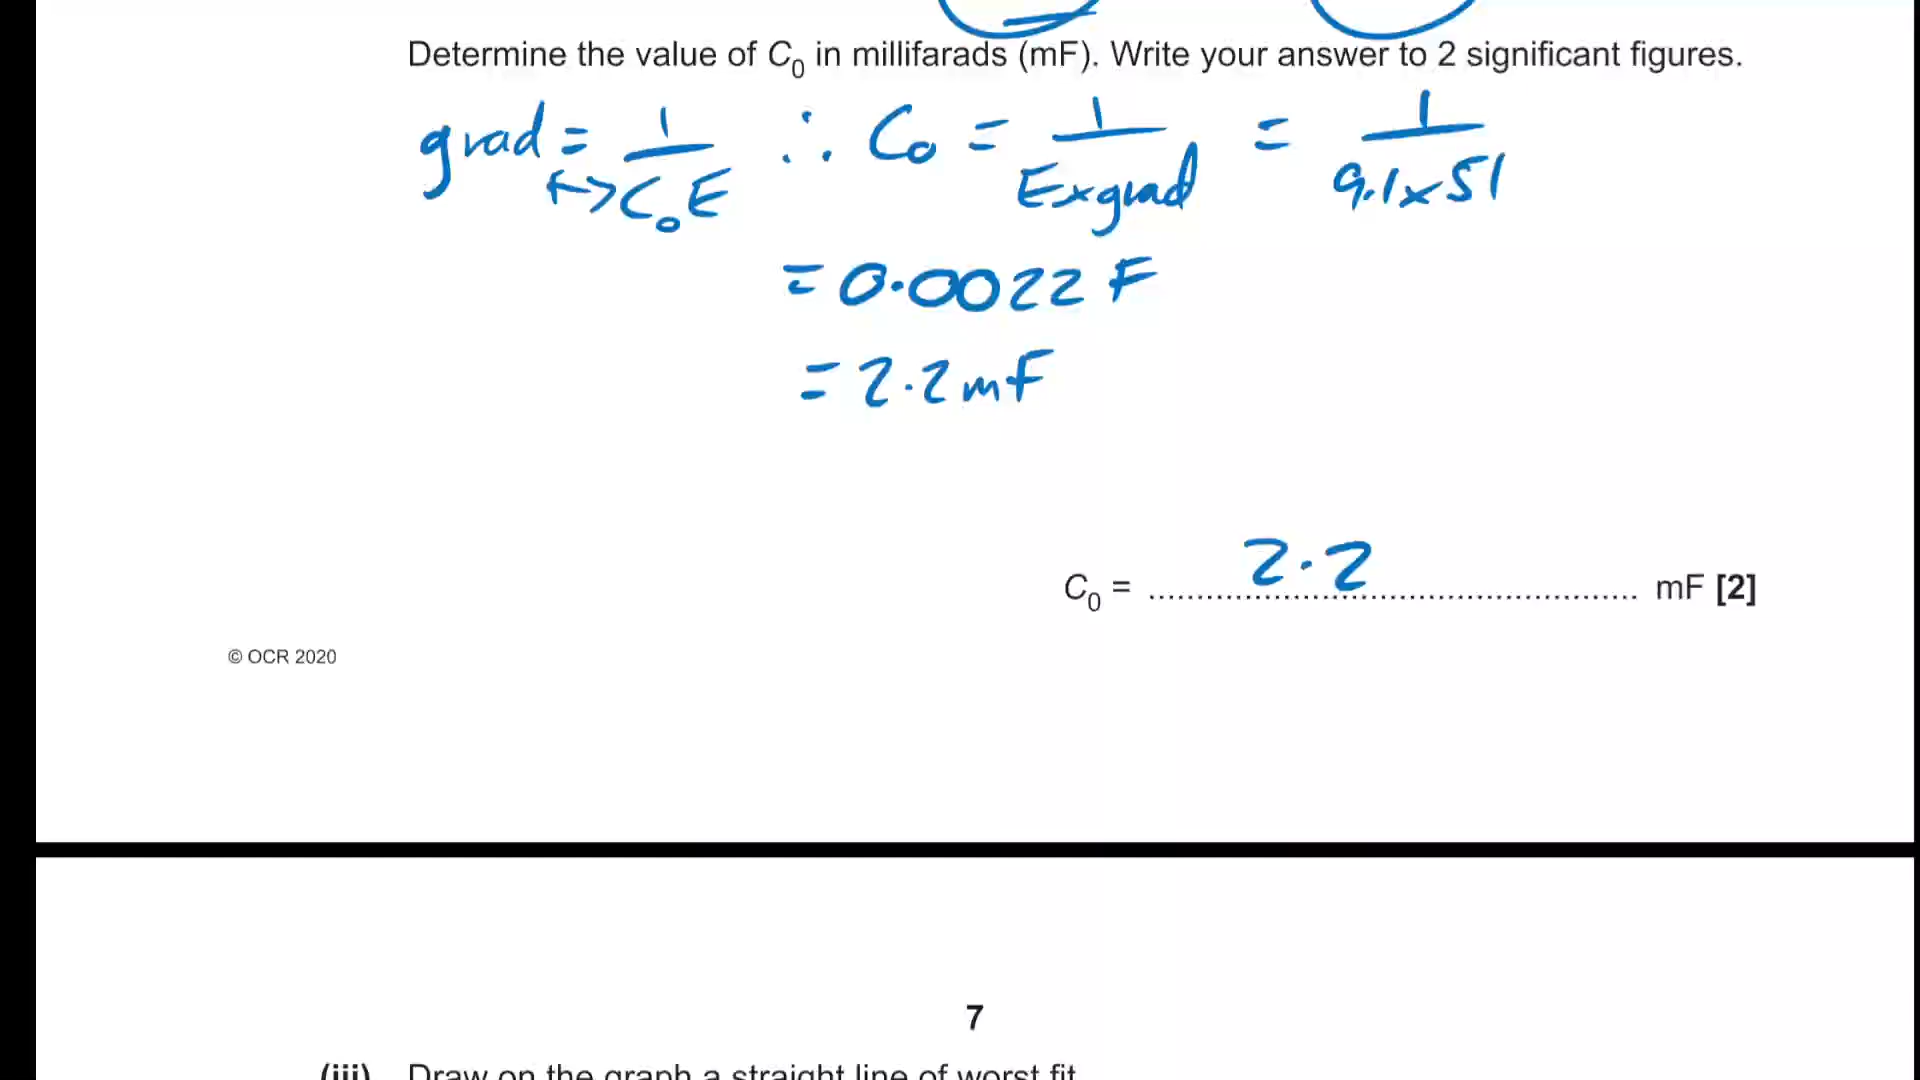 Determine the value of C₀ in millifarads (mF). Write your answer to 2 significant figures.
grad = 1/C₀E ∴ C₀ = 1/E×grad = 1/9.1×51
= 0.0022 F
= 2.2 mF
C₀ = 2.2 mF [2]
© OCR 2020
7
(iii) Draw on the graph a straight line of worst fit